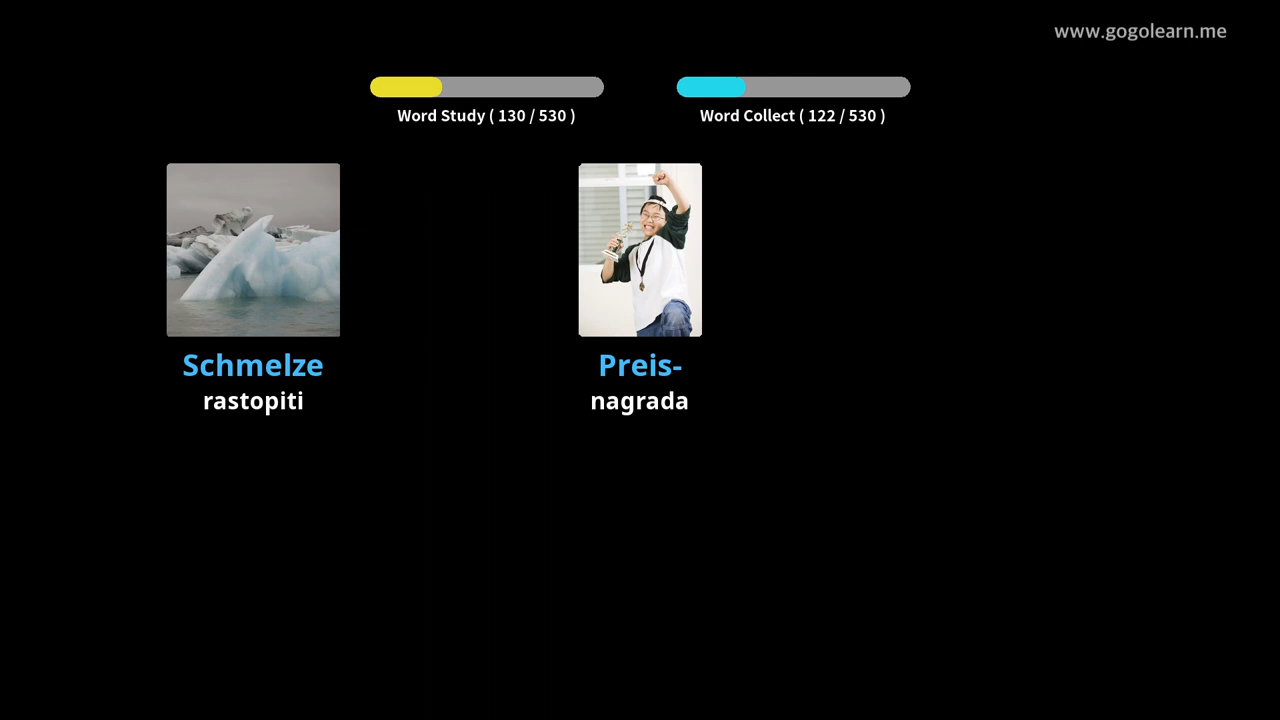 www.gogolearn.me
Word Study ( 130 / 530 )
Word Collect ( 122 / 530 )
Schmelze
rastopiti
Preis-
nagrada